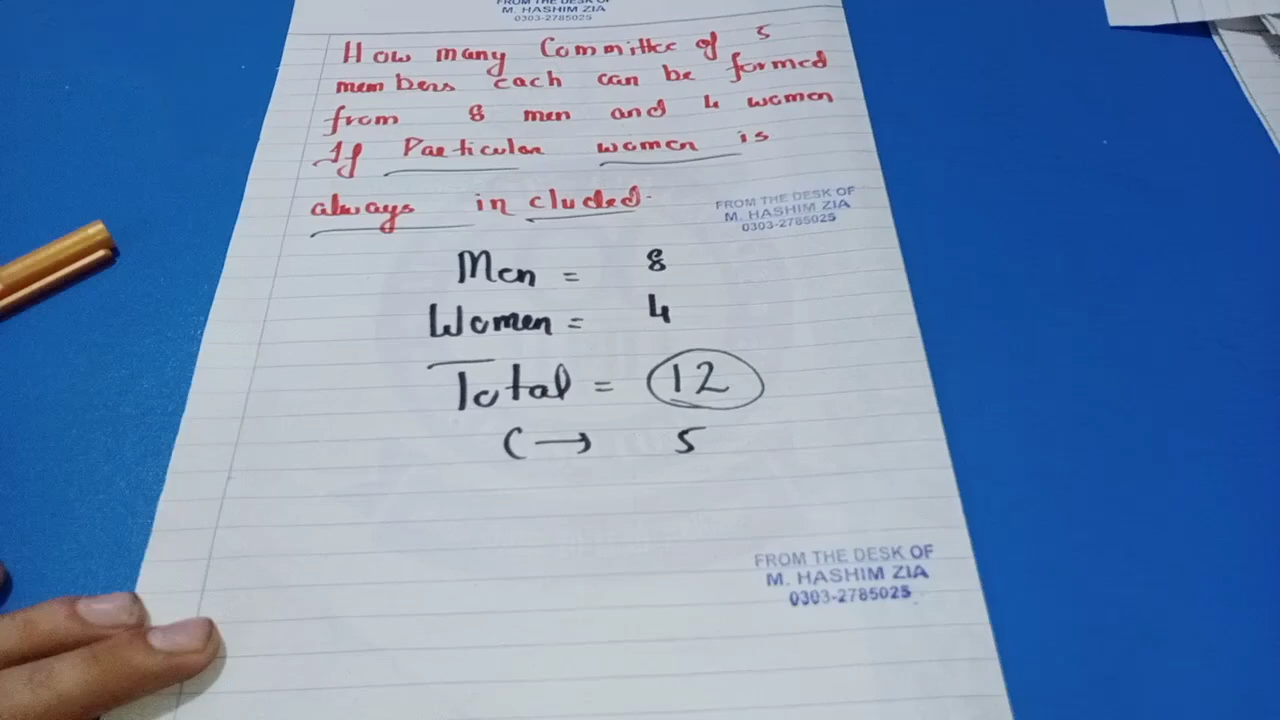 FROM THE DESK OF
M. HASHIM ZIA
0303-2785025
How many Committee of 5
members each can be formed
from 8 men and 4 women
If Particular women is
always included.
FROM THE DESK OF
M. HASHIM ZIA
0303-2785025
Men = 8
Women = 4
Total = 12
C → 5
FROM THE DESK OF
M. HASHIM ZIA
0303-2785025